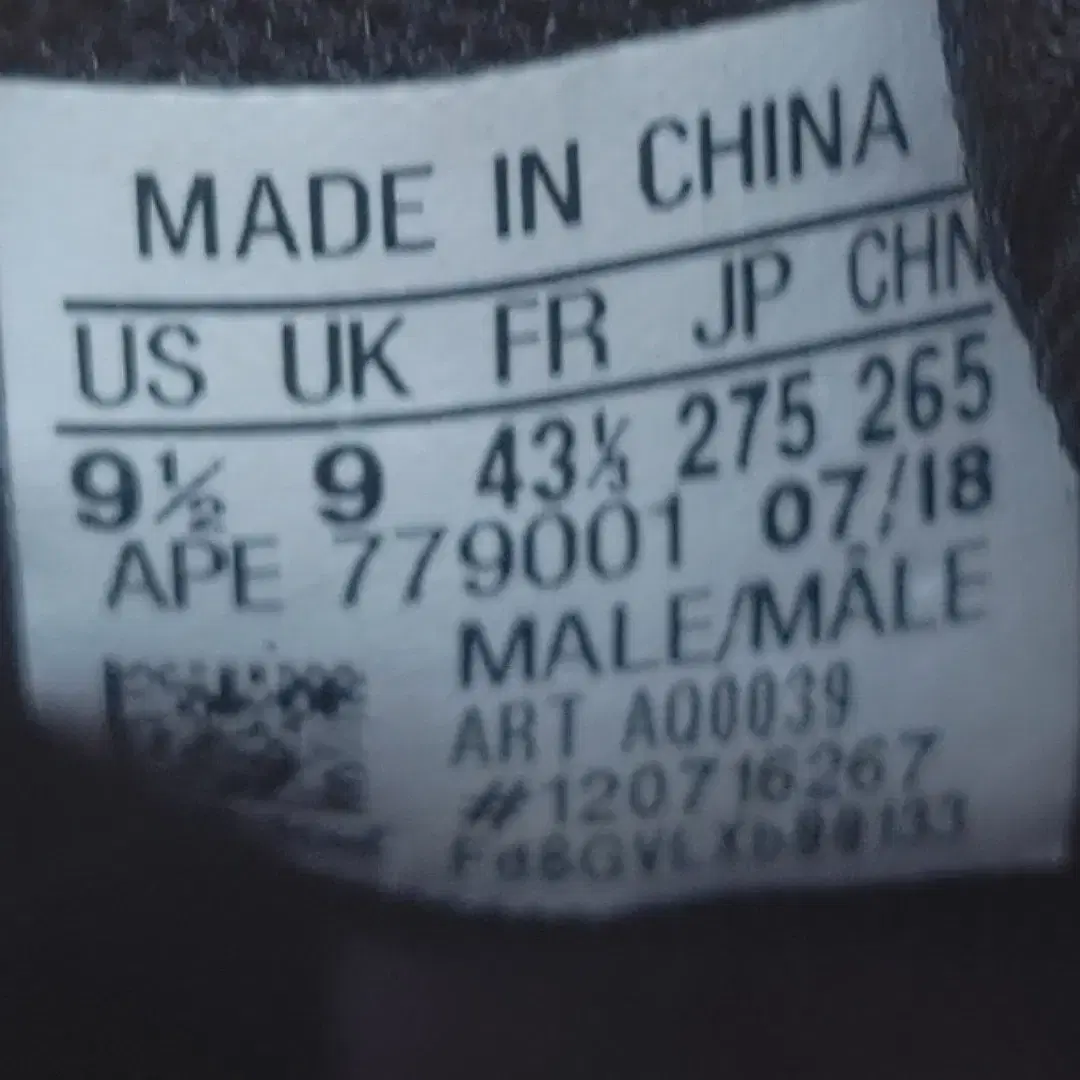 MADE IN CHINA
US UK FR JP CHN
9½ 9 43⅓ 275 265
APE 779001 07/18
MALE/MÂLE
ART AQ0039
#120716267